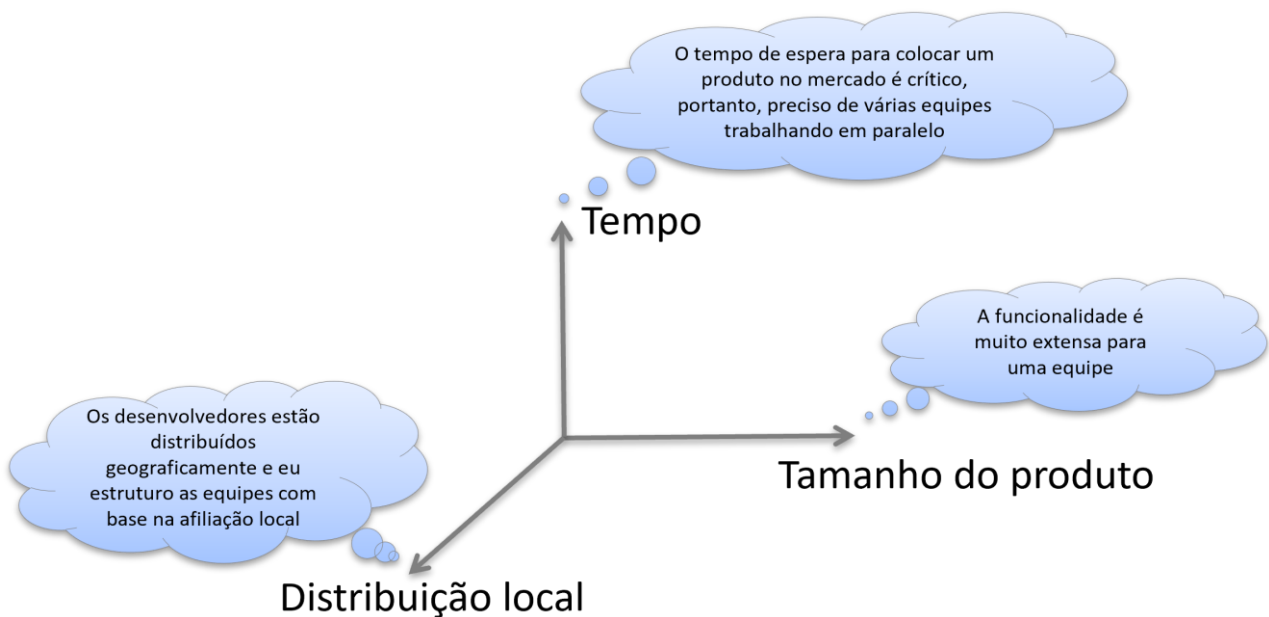 O tempo de espera para colocar um
produto no mercado é crítico,
portanto, preciso de várias equipes
trabalhando em paralelo
Tempo
A funcionalidade é
muito extensa para
uma equipe
Tamanho do produto
Os desenvolvedores estão
distribuídos
geograficamente e eu
estruturo as equipes com
base na afiliação local
Distribuição local